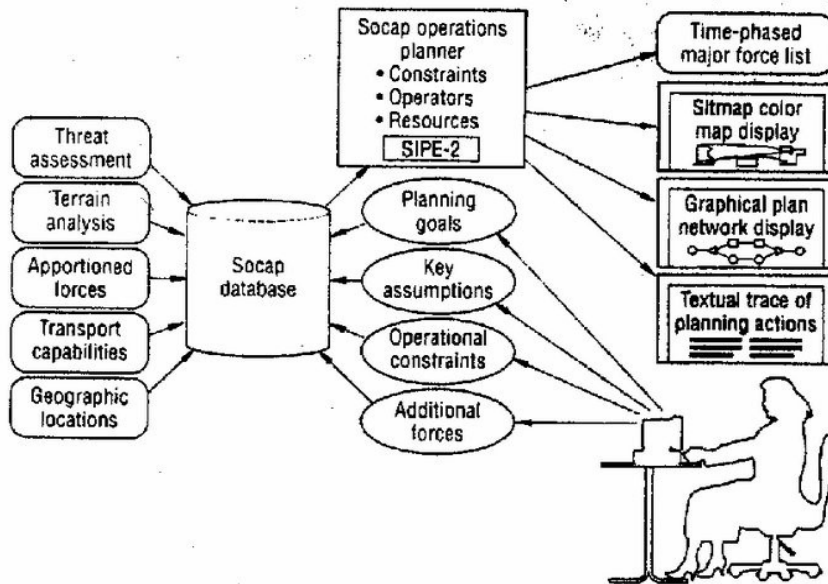 Socap operations
planner
• Constraints
• Operators
• Resources
SIPE-2
Time-phased
major force list
Sitmap color
map display
Graphical plan
network display
Textual trace of
planning actions
Threat
assessment
Terrain
analysis
Apportioned
forces
Transport
capabilities
Geographic
locations
Socap
database
Planning
goals
Key
assumptions
Operational
constraints
Additional
forces